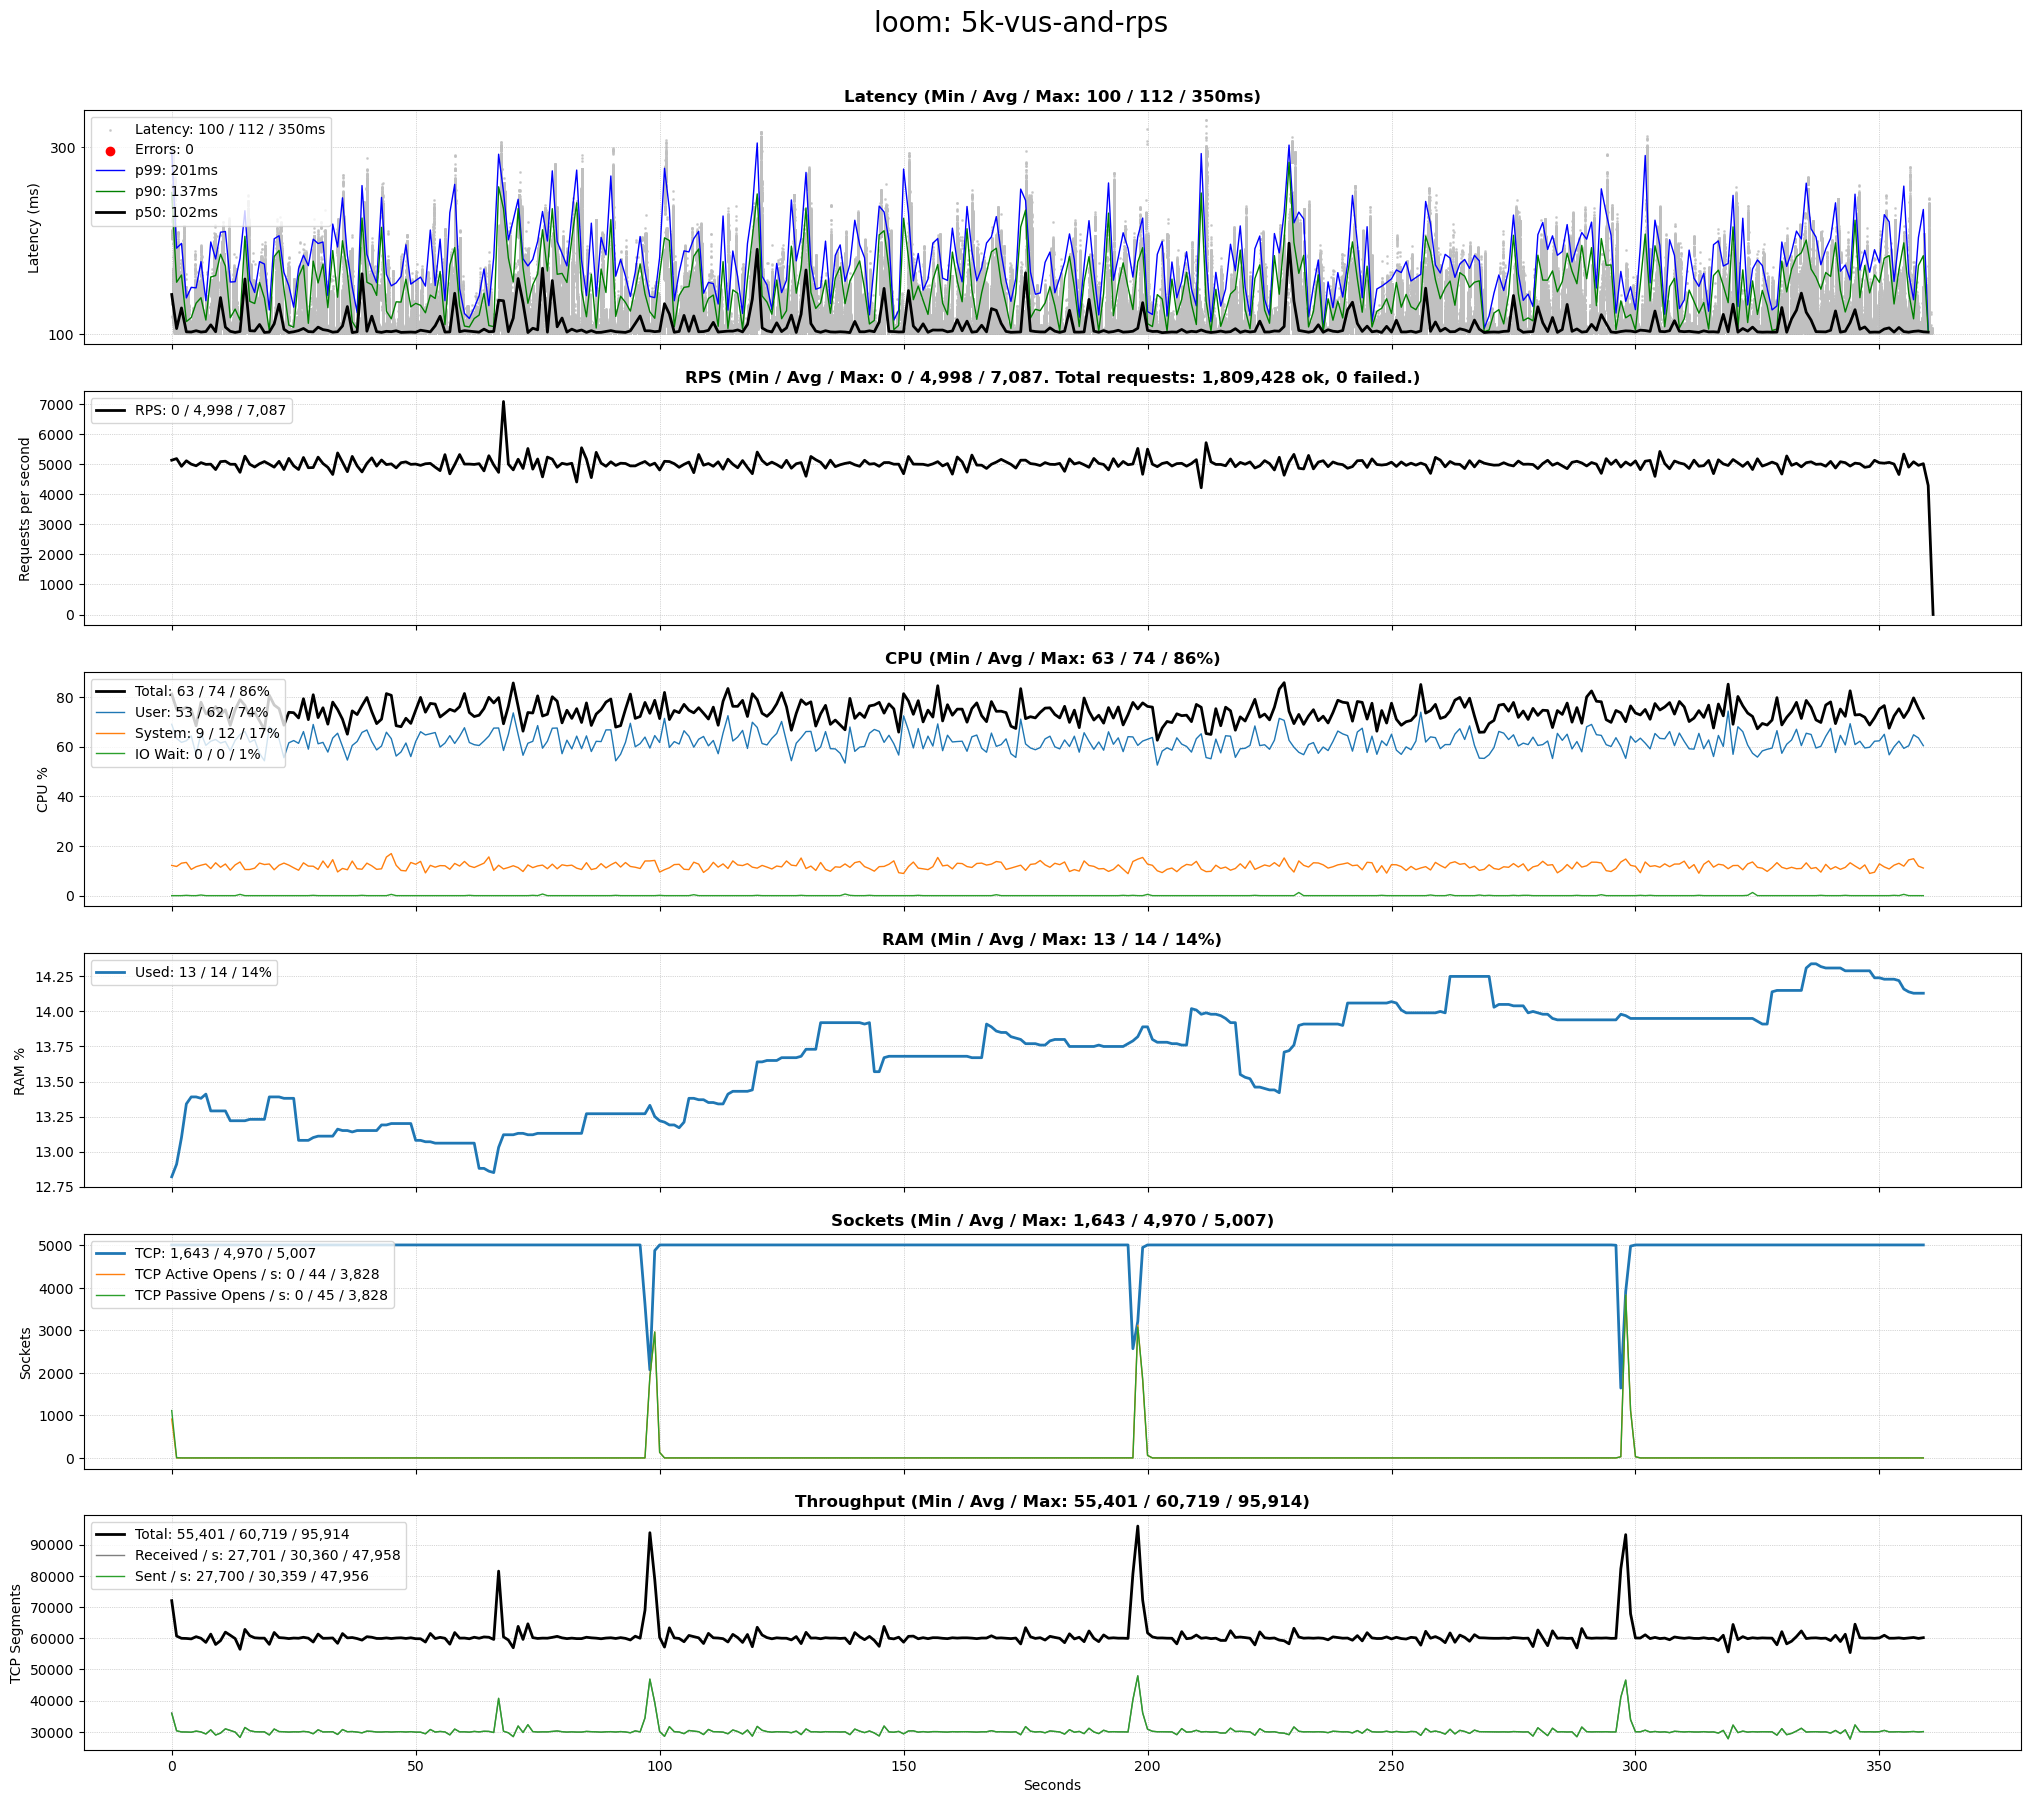 loom: 5k-vus-and-rps
Latency (Min / Avg / Max: 100 / 112 / 350ms)
Latency (ms)
300
100
Latency: 100 / 112 / 350ms
Errors: 0
p99: 201ms
p90: 137ms
p50: 102ms
RPS (Min / Avg / Max: 0 / 4,998 / 7,087. Total requests: 1,809,428 ok, 0 failed.)
Requests per second
7000
6000
5000
4000
3000
2000
1000
0
RPS: 0 / 4,998 / 7,087
CPU (Min / Avg / Max: 63 / 74 / 86%)
CPU %
80
60
40
20
0
Total: 63 / 74 / 86%
User: 53 / 62 / 74%
System: 9 / 12 / 17%
IO Wait: 0 / 0 / 1%
RAM (Min / Avg / Max: 13 / 14 / 14%)
RAM %
14.25
14.00
13.75
13.50
13.25
13.00
12.75
Used: 13 / 14 / 14%
Sockets (Min / Avg / Max: 1,643 / 4,970 / 5,007)
Sockets
5000
4000
3000
2000
1000
0
TCP: 1,643 / 4,970 / 5,007
TCP Active Opens / s: 0 / 44 / 3,828
TCP Passive Opens / s: 0 / 45 / 3,828
Throughput (Min / Avg / Max: 55,401 / 60,719 / 95,914)
TCP Segments
90000
80000
70000
60000
50000
40000
30000
Total: 55,401 / 60,719 / 95,914
Received / s: 27,701 / 30,360 / 47,958
Sent / s: 27,700 / 30,359 / 47,956
0
50
100
150
200
250
300
350
Seconds